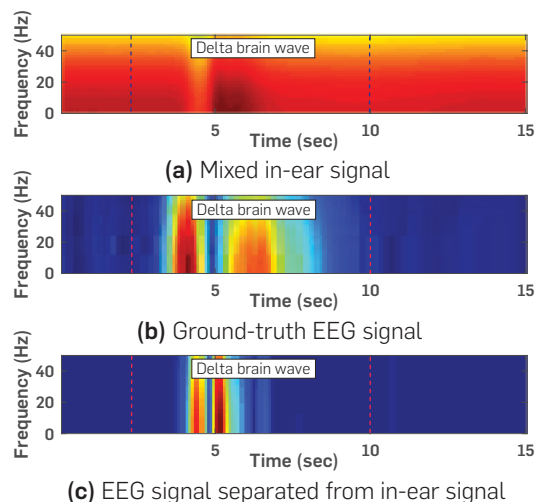 Frequency (Hz)
40
20
0
Delta brain wave
5
10
15
Time (sec)
(a) Mixed in-ear signal
Frequency (Hz)
40
20
0
Delta brain wave
5
10
15
Time (sec)
(b) Ground-truth EEG signal
Frequency (Hz)
40
20
0
Delta brain wave
5
10
15
Time (sec)
(c) EEG signal separated from in-ear signal